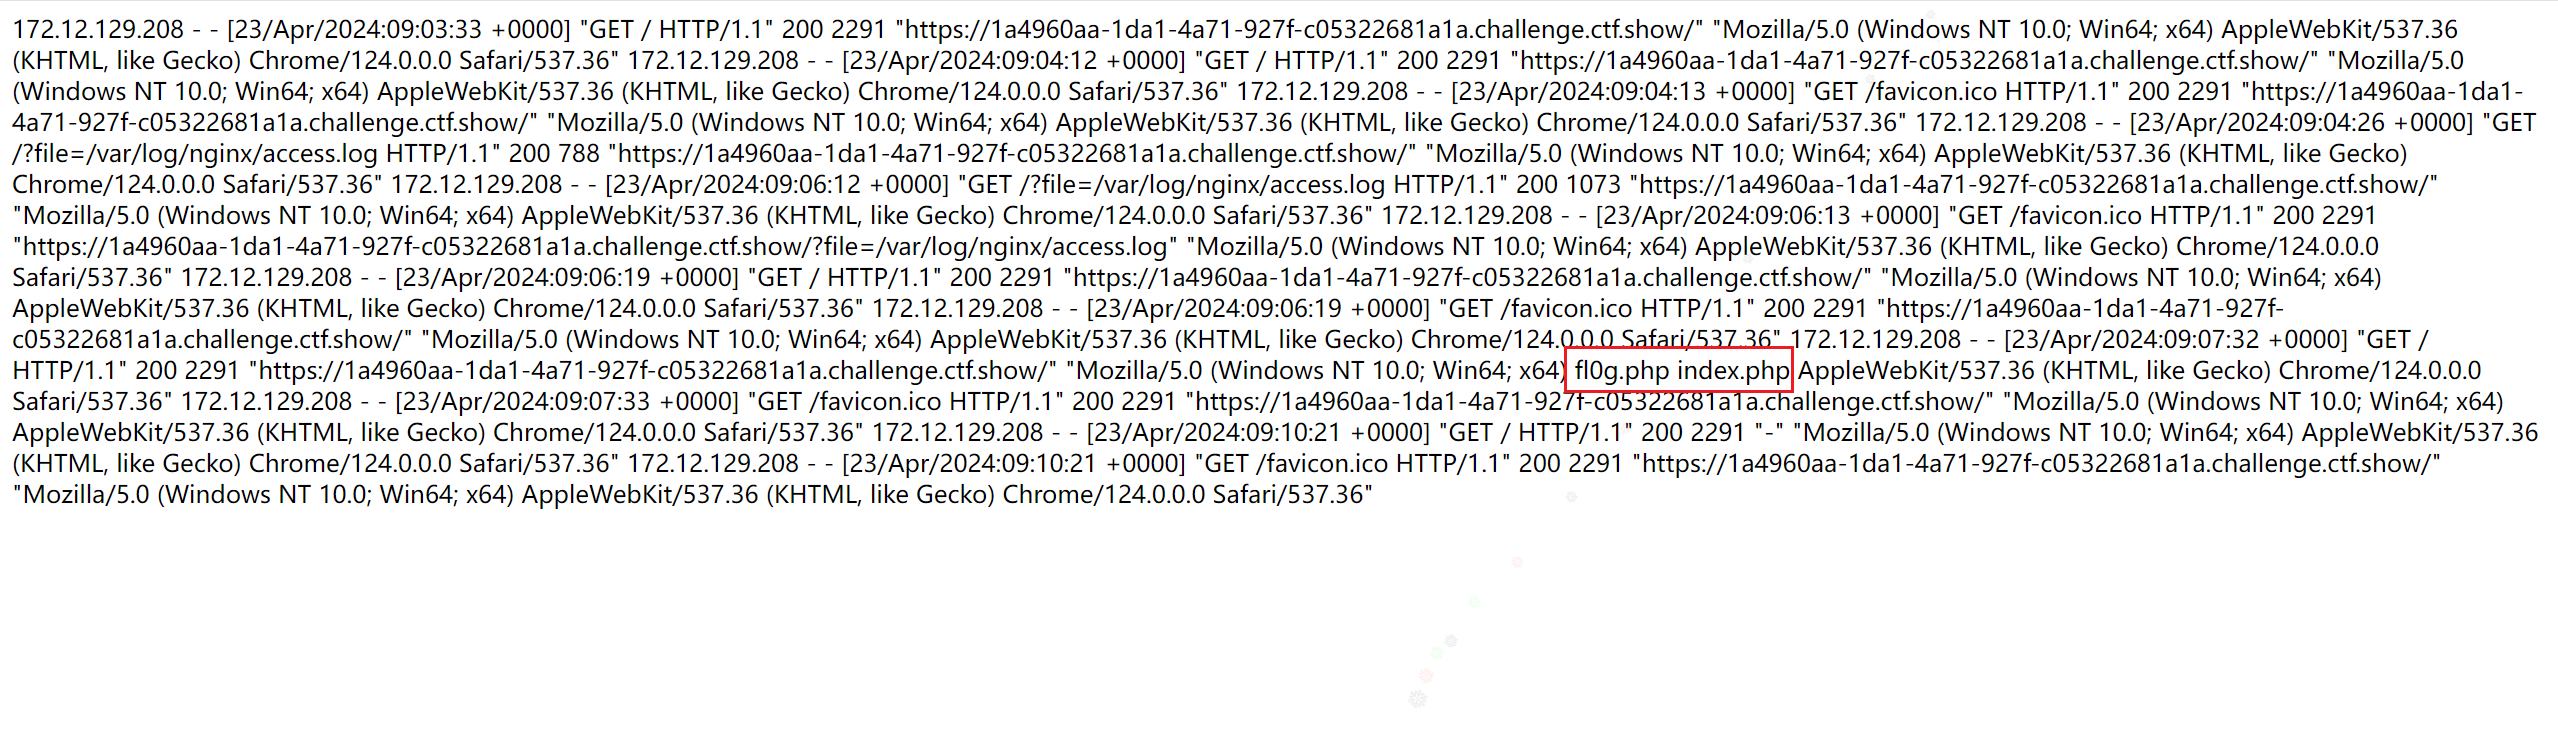 172.12.129.208 - - [23/Apr/2024:09:03:33 +0000] "GET / HTTP/1.1" 200 2291 "https://1a4960aa-1da1-4a71-927f-c05322681a1a.challenge.ctf.show/" "Mozilla/5.0 (Windows NT 10.0; Win64; x64) AppleWebKit/537.36
(KHTML, like Gecko) Chrome/124.0.0.0 Safari/537.36" 172.12.129.208 - - [23/Apr/2024:09:04:12 +0000] "GET / HTTP/1.1" 200 2291 "https://1a4960aa-1da1-4a71-927f-c05322681a1a.challenge.ctf.show/" "Mozilla/5.0
(Windows NT 10.0; Win64; x64) AppleWebKit/537.36 (KHTML, like Gecko) Chrome/124.0.0.0 Safari/537.36" 172.12.129.208 - - [23/Apr/2024:09:04:13 +0000] "GET /favicon.ico HTTP/1.1" 200 2291 "https://1a4960aa-1da1-
4a71-927f-c05322681a1a.challenge.ctf.show/" "Mozilla/5.0 (Windows NT 10.0; Win64; x64) AppleWebKit/537.36 (KHTML, like Gecko) Chrome/124.0.0.0 Safari/537.36" 172.12.129.208 - - [23/Apr/2024:09:04:26 +0000] "GET
/?file=/var/log/nginx/access.log HTTP/1.1" 200 788 "https://1a4960aa-1da1-4a71-927f-c05322681a1a.challenge.ctf.show/" "Mozilla/5.0 (Windows NT 10.0; Win64; x64) AppleWebKit/537.36 (KHTML, like Gecko)
Chrome/124.0.0.0 Safari/537.36" 172.12.129.208 - - [23/Apr/2024:09:06:12 +0000] "GET /?file=/var/log/nginx/access.log HTTP/1.1" 200 1073 "https://1a4960aa-1da1-4a71-927f-c05322681a1a.challenge.ctf.show/"
"Mozilla/5.0 (Windows NT 10.0; Win64; x64) AppleWebKit/537.36 (KHTML, like Gecko) Chrome/124.0.0.0 Safari/537.36" 172.12.129.208 - - [23/Apr/2024:09:06:13 +0000] "GET /favicon.ico HTTP/1.1" 200 2291
"https://1a4960aa-1da1-4a71-927f-c05322681a1a.challenge.ctf.show/?file=/var/log/nginx/access.log" "Mozilla/5.0 (Windows NT 10.0; Win64; x64) AppleWebKit/537.36 (KHTML, like Gecko) Chrome/124.0.0.0
Safari/537.36" 172.12.129.208 - - [23/Apr/2024:09:06:19 +0000] "GET / HTTP/1.1" 200 2291 "https://1a4960aa-1da1-4a71-927f-c05322681a1a.challenge.ctf.show/" "Mozilla/5.0 (Windows NT 10.0; Win64; x64)
AppleWebKit/537.36 (KHTML, like Gecko) Chrome/124.0.0.0 Safari/537.36" 172.12.129.208 - - [23/Apr/2024:09:06:19 +0000] "GET /favicon.ico HTTP/1.1" 200 2291 "https://1a4960aa-1da1-4a71-927f-
c05322681a1a.challenge.ctf.show/" "Mozilla/5.0 (Windows NT 10.0; Win64; x64) AppleWebKit/537.36 (KHTML, like Gecko) Chrome/124.0.0.0 Safari/537.36" 172.12.129.208 - - [23/Apr/2024:09:07:32 +0000] "GET /
HTTP/1.1" 200 2291 "https://1a4960aa-1da1-4a71-927f-c05322681a1a.challenge.ctf.show/" "Mozilla/5.0 (Windows NT 10.0; Win64; x64) fl0g.php index.php AppleWebKit/537.36 (KHTML, like Gecko) Chrome/124.0.0.0
Safari/537.36" 172.12.129.208 - - [23/Apr/2024:09:07:33 +0000] "GET /favicon.ico HTTP/1.1" 200 2291 "https://1a4960aa-1da1-4a71-927f-c05322681a1a.challenge.ctf.show/" "Mozilla/5.0 (Windows NT 10.0; Win64; x64)
AppleWebKit/537.36 (KHTML, like Gecko) Chrome/124.0.0.0 Safari/537.36" 172.12.129.208 - - [23/Apr/2024:09:10:21 +0000] "GET / HTTP/1.1" 200 2291 "-" "Mozilla/5.0 (Windows NT 10.0; Win64; x64) AppleWebKit/537.36
(KHTML, like Gecko) Chrome/124.0.0.0 Safari/537.36" 172.12.129.208 - - [23/Apr/2024:09:10:21 +0000] "GET /favicon.ico HTTP/1.1" 200 2291 "https://1a4960aa-1da1-4a71-927f-c05322681a1a.challenge.ctf.show/"
"Mozilla/5.0 (Windows NT 10.0; Win64; x64) AppleWebKit/537.36 (KHTML, like Gecko) Chrome/124.0.0.0 Safari/537.36"